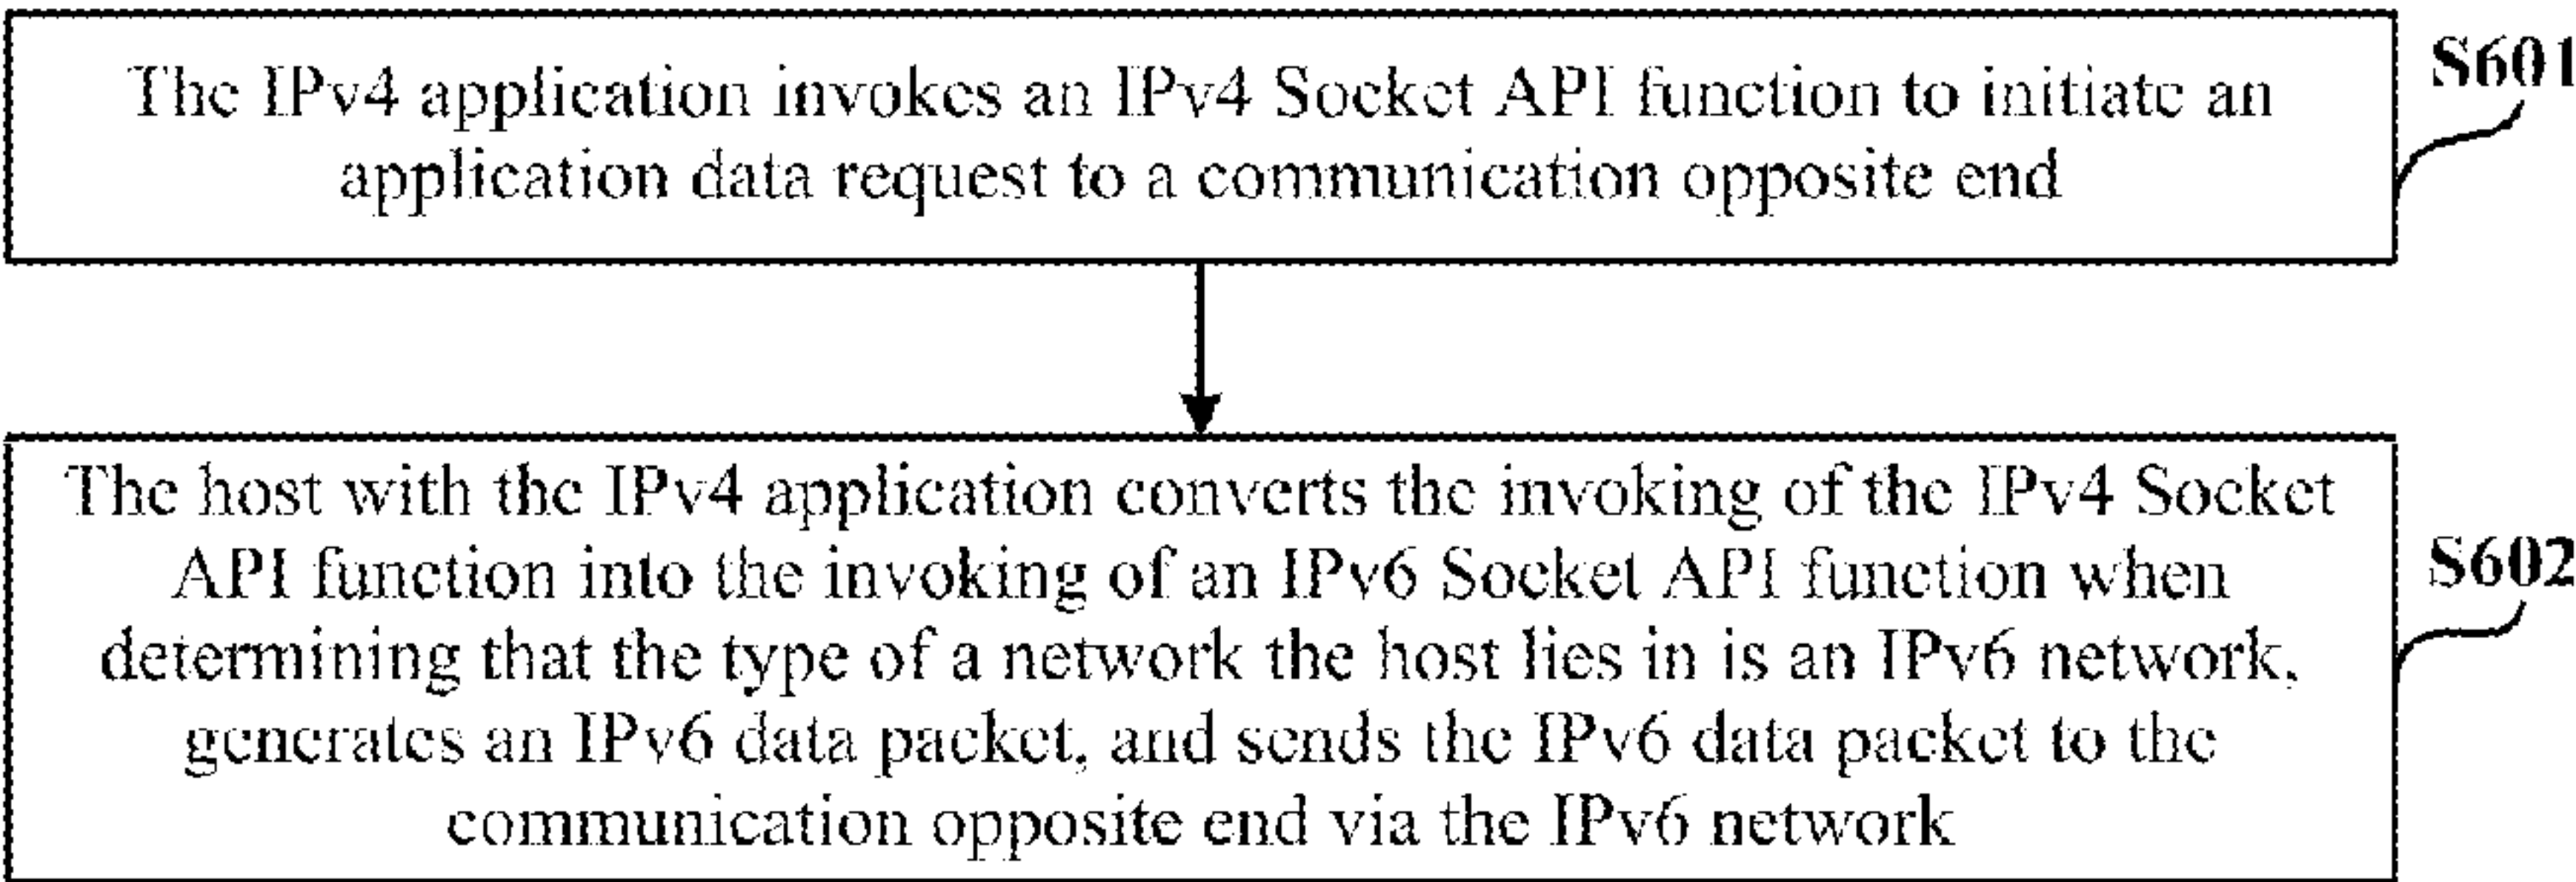 The IPv4 application invokes an IPv4 Socket API function to initiate an
application data request to a communication opposite end
S601
The host with the IPv4 application converts the invoking of the IPv4 Socket
API function into the invoking of an IPv6 Socket API function when
determining that the type of a network the host lies in is an IPv6 network,
generates an IPv6 data packet, and sends the IPv6 data packet to the
communication opposite end via the IPv6 network
S602